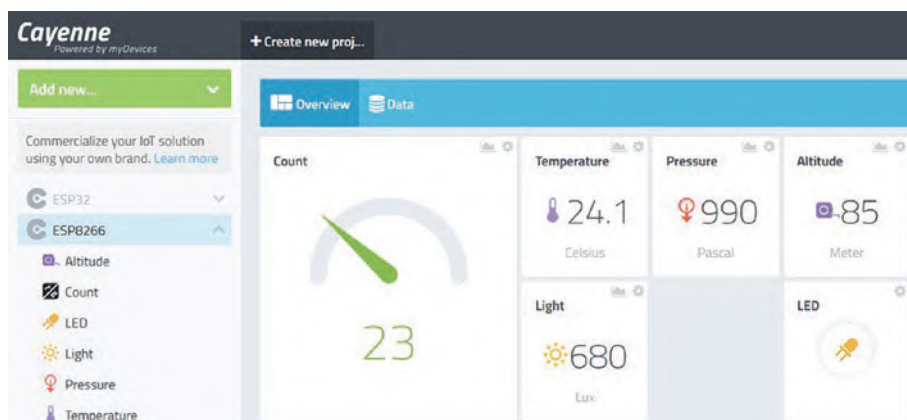 Cayenne
Powered by myDevices
+ Create new proj...
Add new...
Overview
Data
Commercialize your IoT solution
using your own brand. Learn more
ESP32
ESP8266
Altitude
Count
LED
Light
Pressure
Temperature
Count
23
Temperature
24.1
Celsius
Pressure
990
Pascal
Altitude
85
Meter
Light
680
Lux
LED